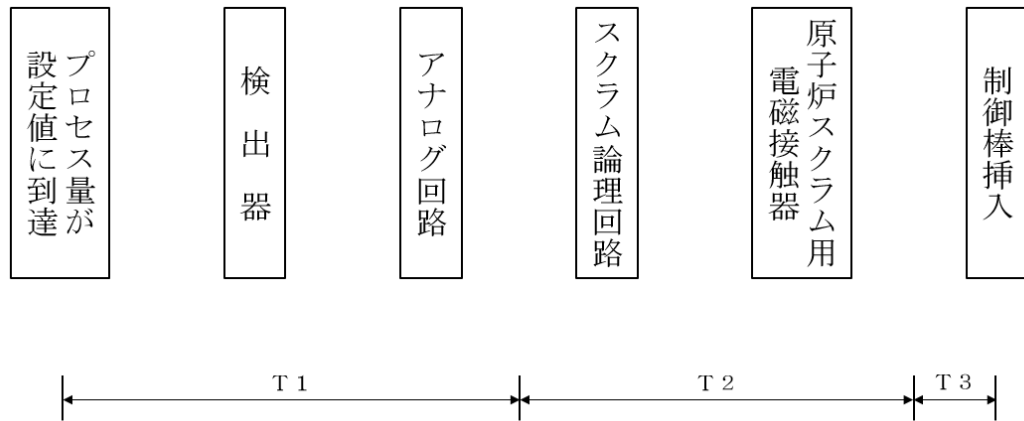 プロセス量が
設定値に到達
検出器
アナログ回路
スクラム論理回路
原子炉スクラム用
電磁接触器
制御棒挿入
Ｔ１
Ｔ２
Ｔ３